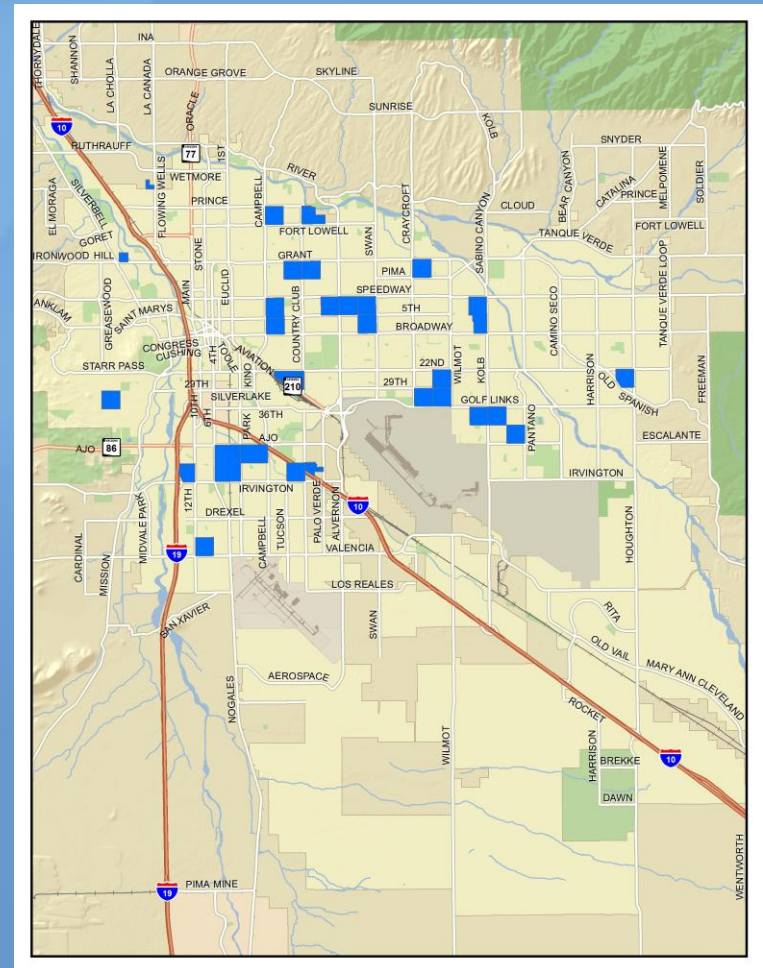 INA
THORNYDALE
SHANNON
LA CHOLLA
LA CANADA
ORANGE GROVE
SKYLINE
ORACLE
SUNRISE
KOLB
10
RUTHRAUFF
77
1ST
WETMORE
RIVER
SNYDER
BEAR CANYON
CATALINA
PRINCE
MELPOMENE
SOLDIER
ELMORAGA
SILVERBELL
FLOWING WELLS
PRINCE
CAMPBELL
FORT LOWELL
SWAN
CRAYCROFT
CLOUD
SABINO CANYON
TANQUE VERDE
FORT LOWELL
GORET
IRONWOOD HILL
STONE
GRANT
PIMA
ANKLAM
GREASEWOOD
SAINT MARYS
MAIN
EUCLID
SPEEDWAY
5TH
BROADWAY
COUNTRY CLUB
CAMINO SECO
TANQUE VERDE LOOP
CONGRESS
CUSHING
4TH
TOOLE
AVIATION
STARR PASS
29TH
KINO
210
22ND
29TH
WILMOT
KOLB
HARRISON
OLD SPANISH
FREEMAN
SILVERLAKE
10TH
6TH
36TH
GOLF LINKS
AJO
86
PARK
AJO
PANTANO
ESCALANTE
IRVINGTON
12TH
IRVINGTON
DREXEL
MIDVALE PARK
PALO VERDE
ALVERNON
10
CARDINAL
MISSION
19
CAMPBELL
TUCSON
VALENCIA
HOUGHTON
LOS REALES
SAN XAVIER
SWAN
RITA
OLD VAIL
MARY ANN CLEVELAND
AEROSPACE
NOGALES
ROCKET
WILMOT
HARRISON
BREKKE
10
DAWN
WENTWORTH
PIMA MINE
19